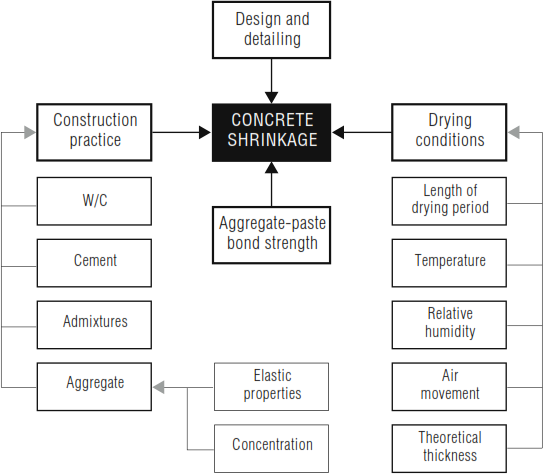 Design and
detailing
Construction
practice
CONCRETE
SHRINKAGE
Drying
conditions
W/C
Aggregate-paste
bond strength
Length of
drying period
Cement
Temperature
Admixtures
Relative
humidity
Aggregate
Elastic
properties
Air
movement
Concentration
Theoretical
thickness